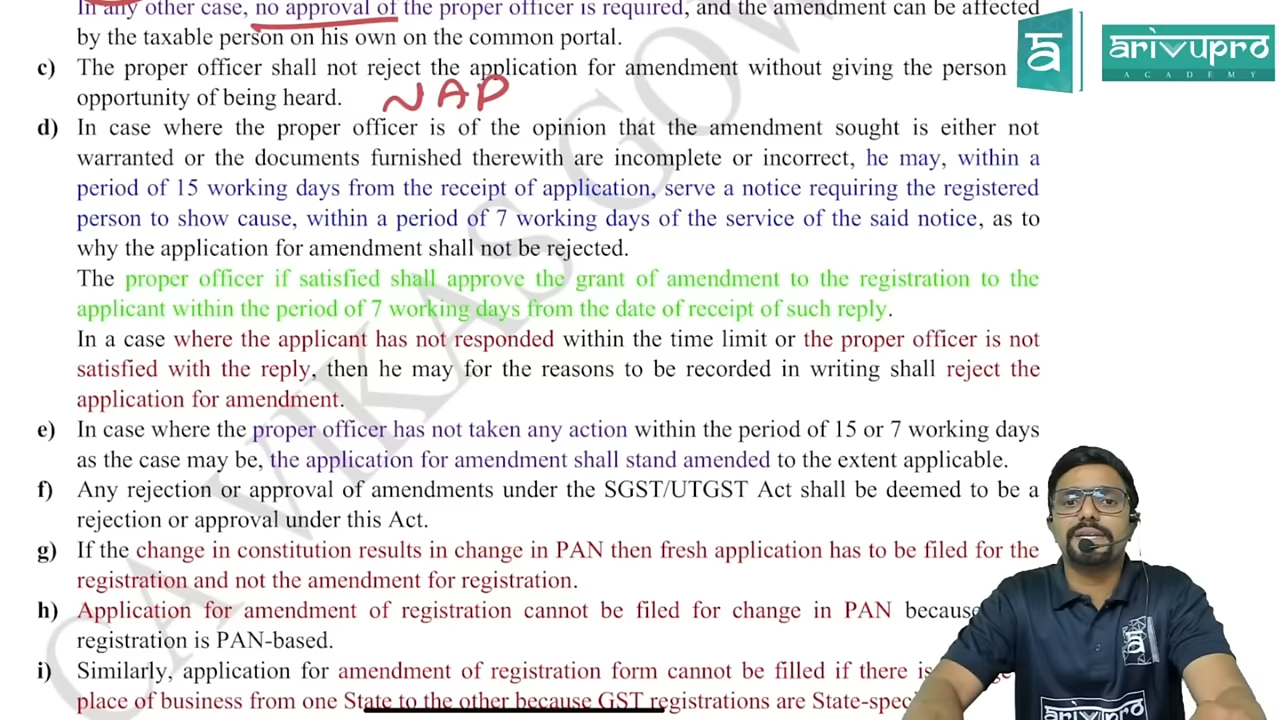 In any other case, no approval of the proper officer is required, and the amendment can be affected
by the taxable person on his own on the common portal.
c) The proper officer shall not reject the application for amendment without giving the person
opportunity of being heard.
NAP
d) In case where the proper officer is of the opinion that the amendment sought is either not
warranted or the documents furnished therewith are incomplete or incorrect, he may, within a
period of 15 working days from the receipt of application, serve a notice requiring the registered
person to show cause, within a period of 7 working days of the service of the said notice, as to
why the application for amendment shall not be rejected.
The proper officer if satisfied shall approve the grant of amendment to the registration to the
applicant within the period of 7 working days from the date of receipt of such reply.
In a case where the applicant has not responded within the time limit or the proper officer is not
satisfied with the reply, then he may for the reasons to be recorded in writing shall reject the
application for amendment.
e) In case where the proper officer has not taken any action within the period of 15 or 7 working days
as the case may be, the application for amendment shall stand amended to the extent applicable.
f) Any rejection or approval of amendments under the SGST/UTGST Act shall be deemed to be a
rejection or approval under this Act.
g) If the change in constitution results in change in PAN then fresh application has to be filed for the
registration and not the amendment for registration.
h) Application for amendment of registration cannot be filed for change in PAN because
registration is PAN-based.
i) Similarly, application for amendment of registration form cannot be filled if there is
place of business from one State to the other because GST registrations are
CA VIKAS GOW
arivupro
ACADEMY
arivupro